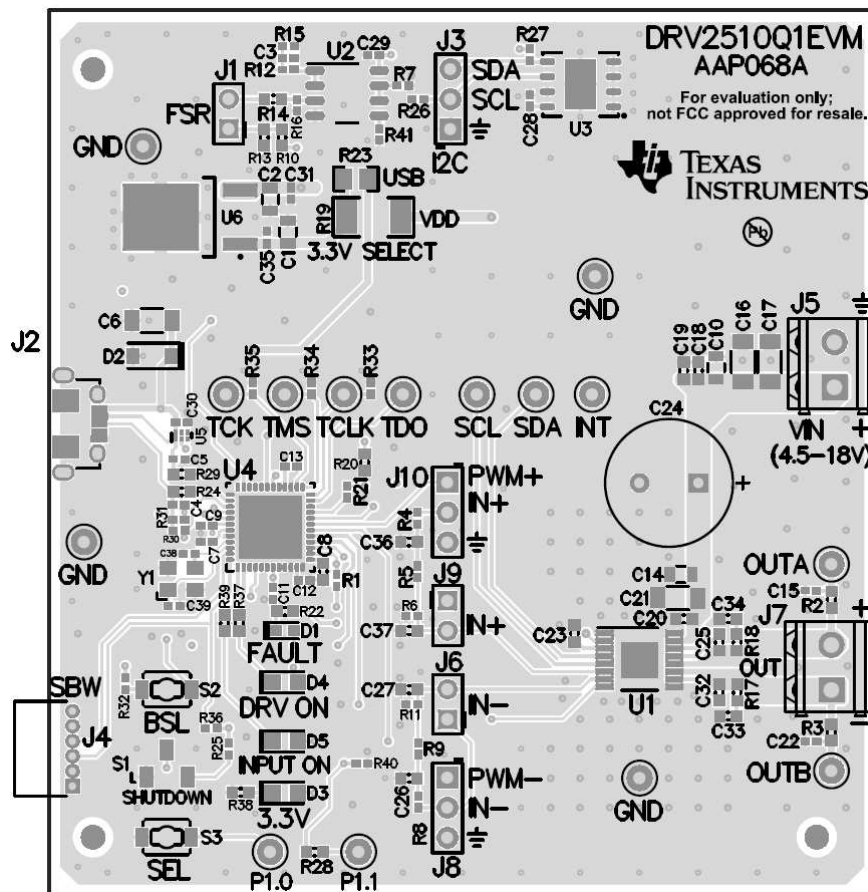 DRV2510Q1EVM
AAP068A
For evaluation only;
not FCC approved for resale.
TEXAS
INSTRUMENTS
Pb
R15
C3
R12
U2
C29
J3
R27
SDA
SCL
I2C
J1
FSR
R14
R16
R13
R10
R7
R26
R41
C28
U3
GND
R23
USB
C2
C31
U6
R19
VDD
C35
C1
3.3V
SELECT
GND
C6
D2
J2
R35
R34
R33
C19
C18
C10
C16
C17
J5
TCK
TMS
TCLK
TDO
SCL
SDA
INT
C24
+
VIN
+
(4.5-18V)
C30
U5
C5
R29
R24
C4
R31
R30
C9
C7
C38
U4
C13
R20
R21
J10
PWM+
IN+
R4
C36
GND
Y1
C39
C8
C11
C12
R1
R5
J9
IN+
R39
R37
R22
R6
C37
D1
FAULT
C14
C21
C20
C23
OUTA
C15
R2
J7
+
C34
C25
R18
OUT
C32
R17
C33
U1
SBW
J4
R32
S2
BSL
D4
DRV ON
C27
R11
J6
IN-
R36
R25
S1
SHUTDOWN
D5
INPUT ON
R40
R9
R38
D3
3.3V
PWM-
IN-
C26
R8
J8
GND
R3
C22
OUTB
S3
SEL
R28
P1.0
P1.1